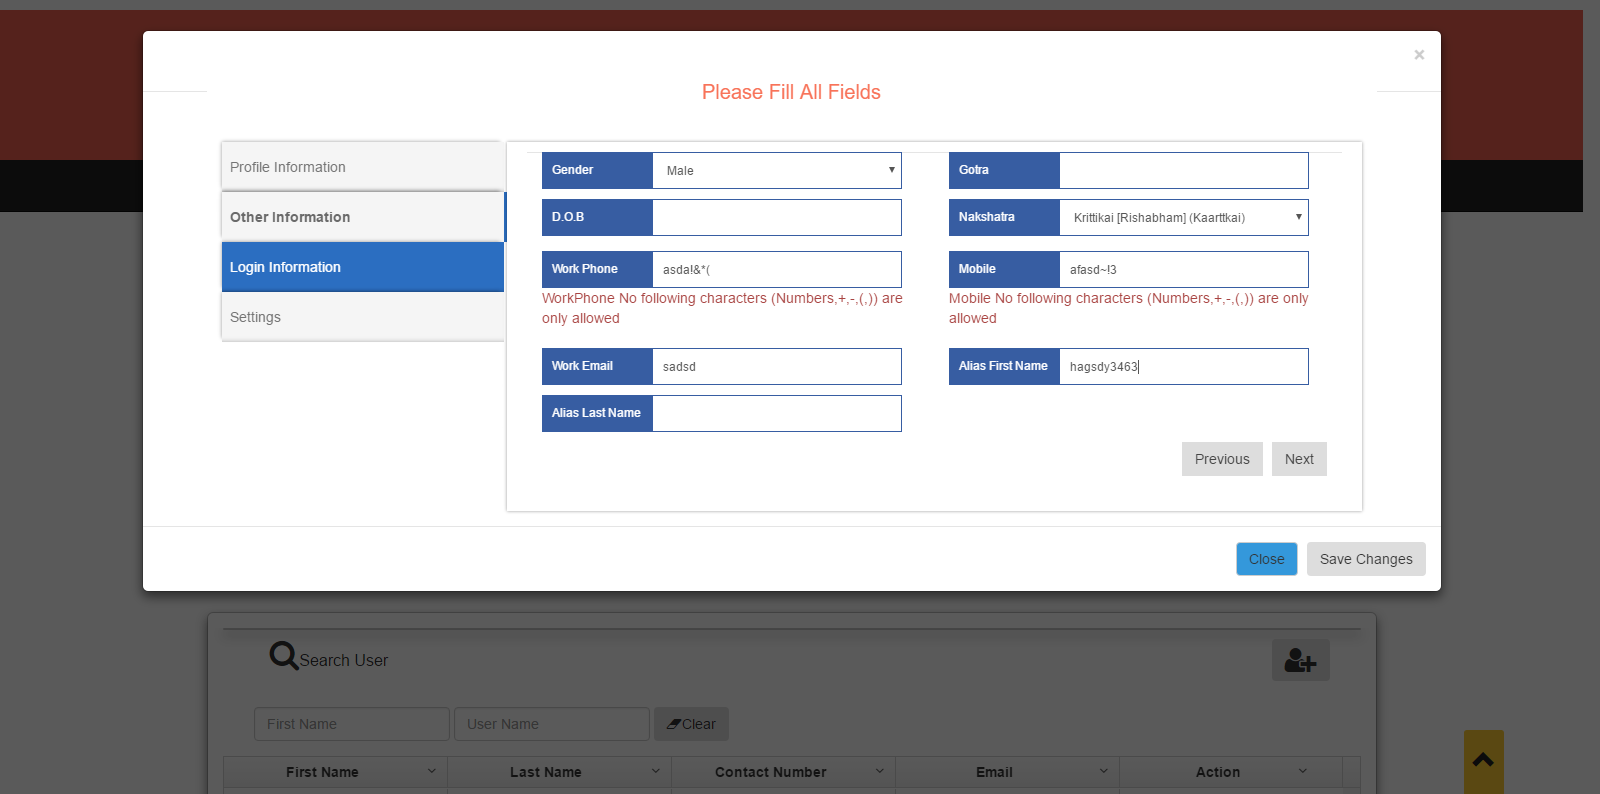 ×
Please Fill All Fields
Profile Information
Other Information
Login Information
Settings
Gender Male
Gotra
D.O.B
Nakshatra Krittikai [Rishabham] (Kaarttkai)
Work Phone asda!&*(
Mobile afasd~!3
WorkPhone No following characters (Numbers,+,-,(,)) are
only allowed
Mobile No following characters (Numbers,+,-,(,)) are only
allowed
Work Email sadsd
Alias First Name hagsdy3463
Alias Last Name
Previous Next
Close Save Changes
Search User
First Name User Name Clear
First Name Last Name Contact Number Email Action